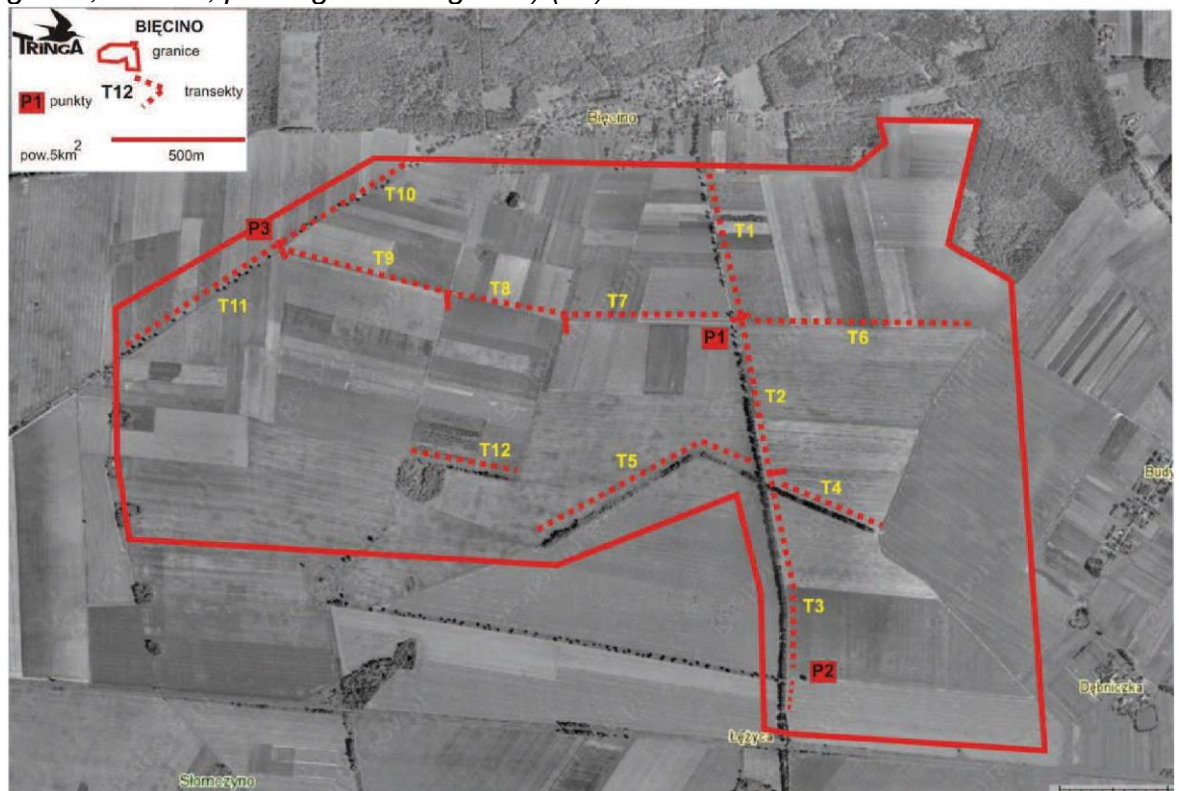 TRINGA
BIĘCINO
granice
P1 punkty
T12 transekty
pow.5km2
500m
Bięcino
T10
P3
T1
T9
T8
T7
T11
P1
T6
T2
T12
T5
T4
T3
P2
Budy
Dębniczka
Łężyca
Słomczyno